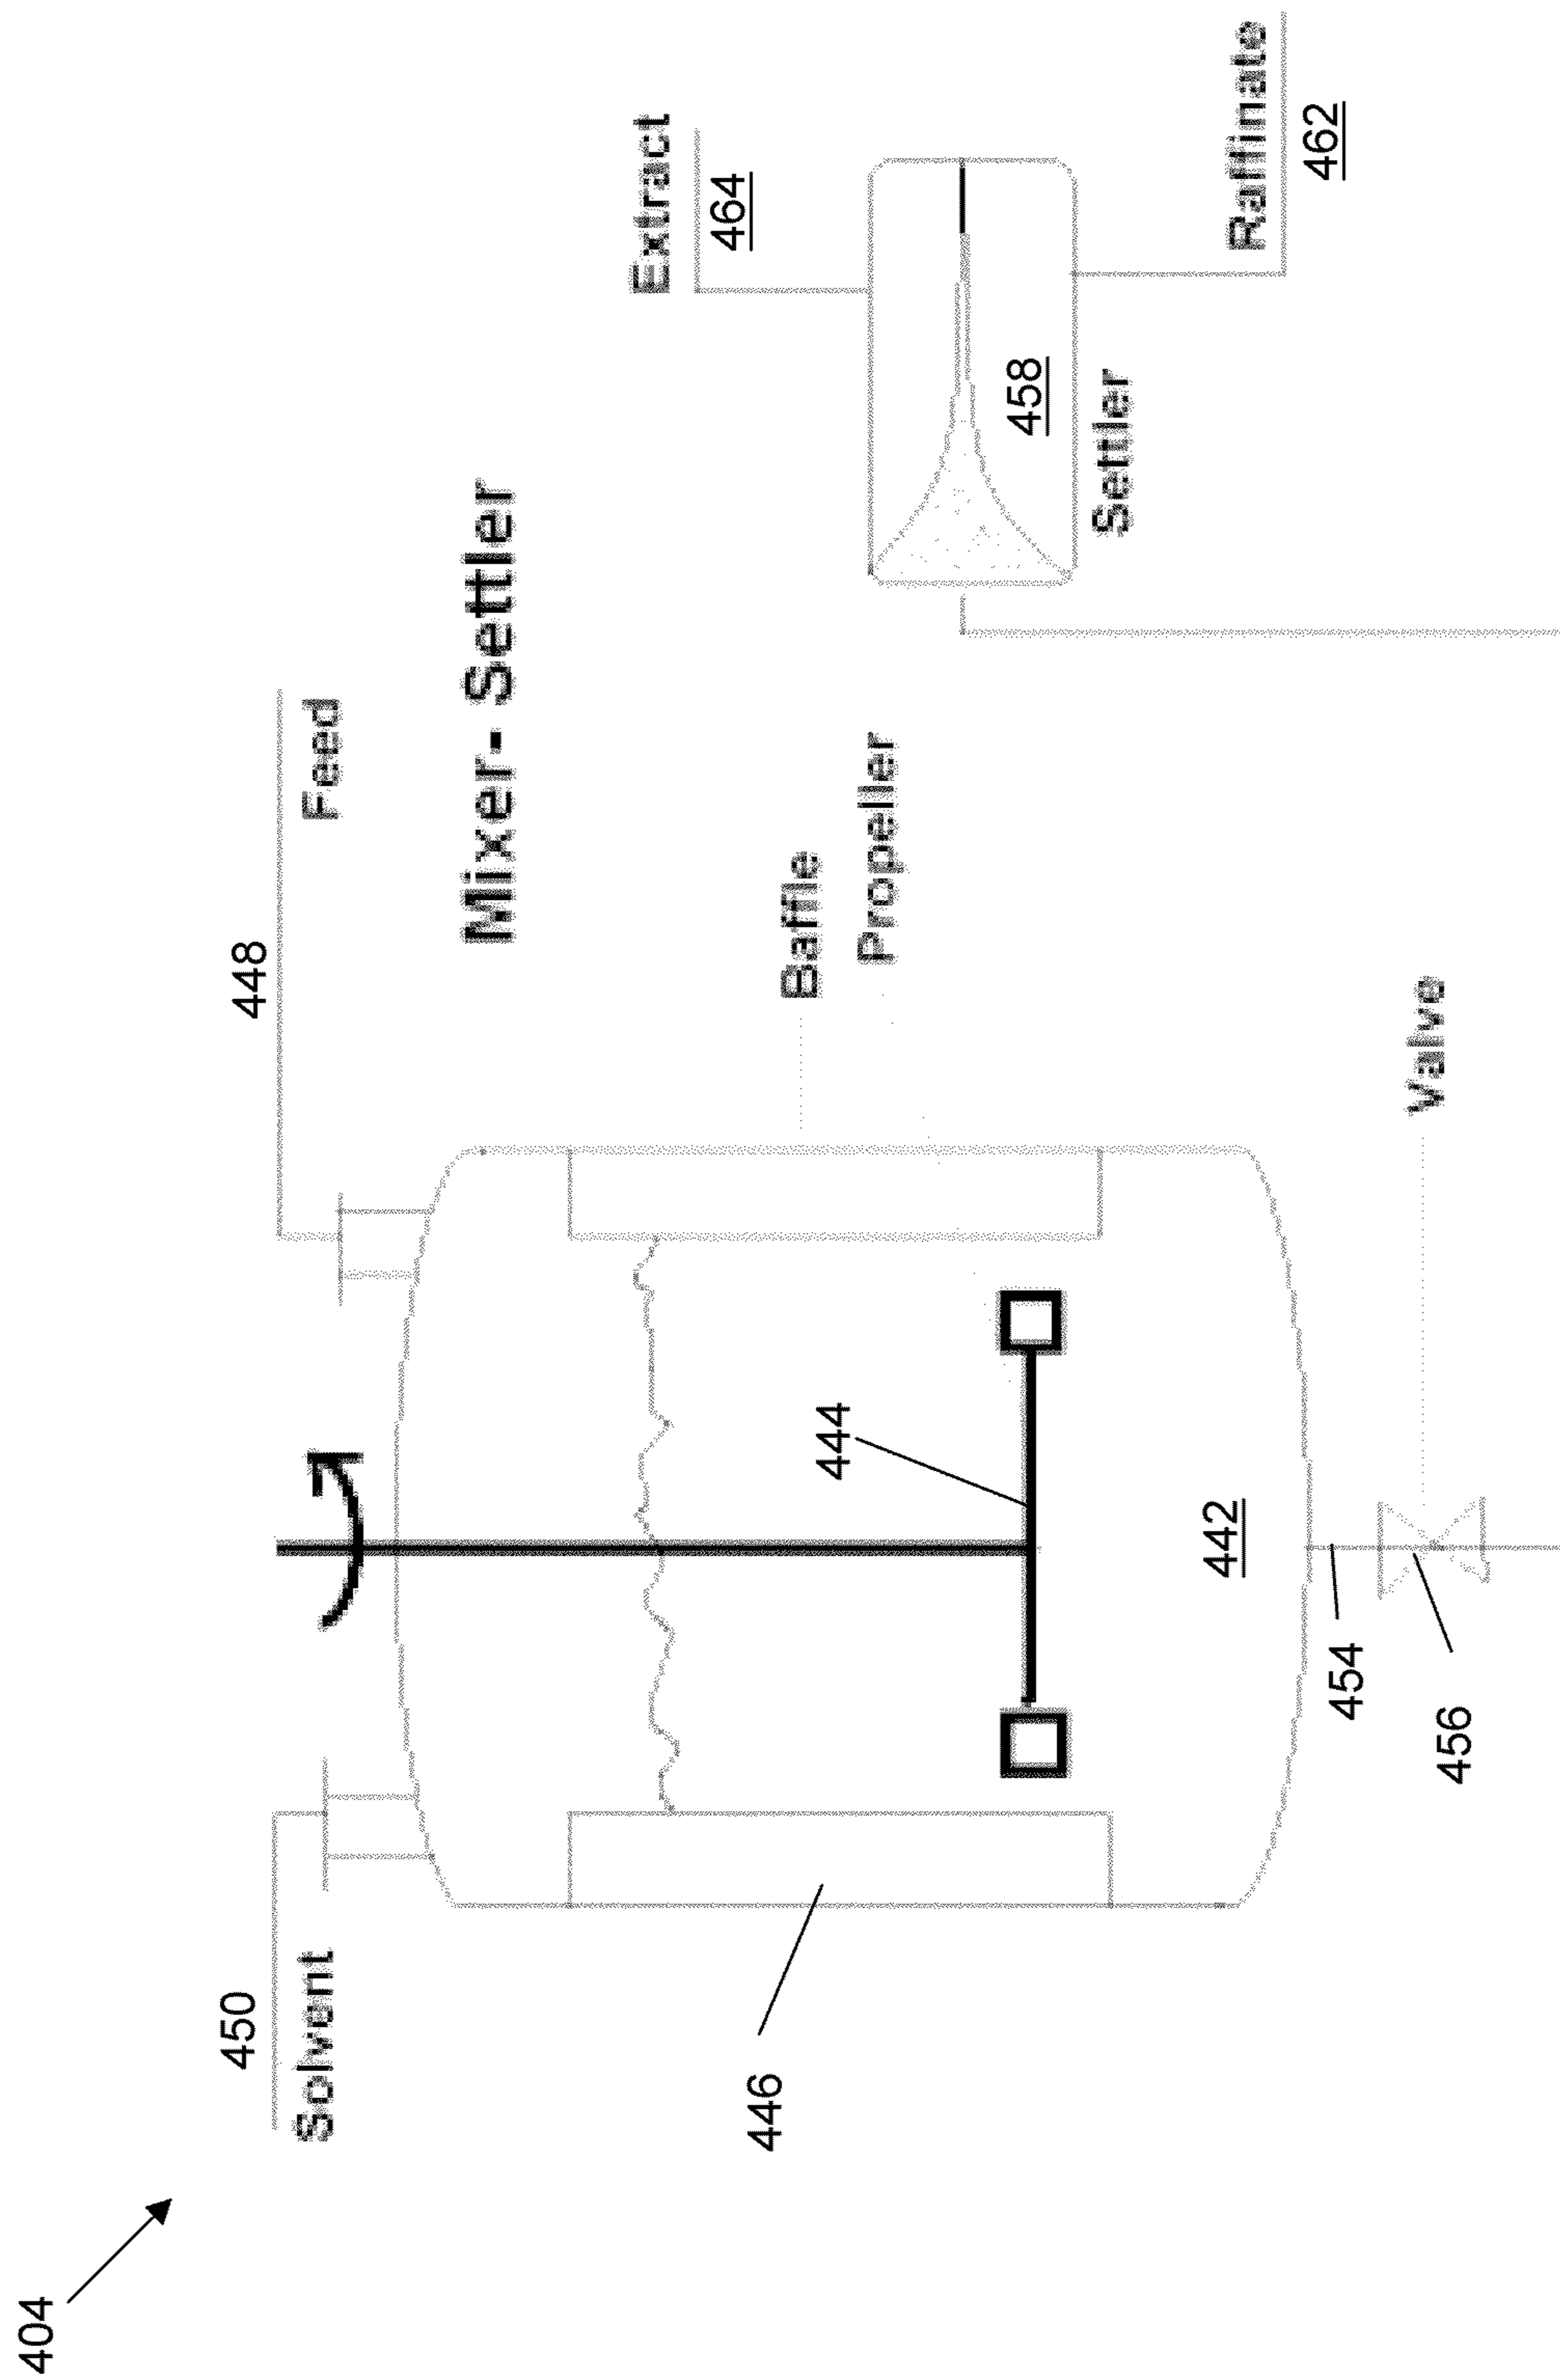 404
450
Solvent
448
Feed
Mixer- Settler
Extract
464
446
444
Baffle
Propeller
458
Settler
442
Raffinate
462
454
456
Valve